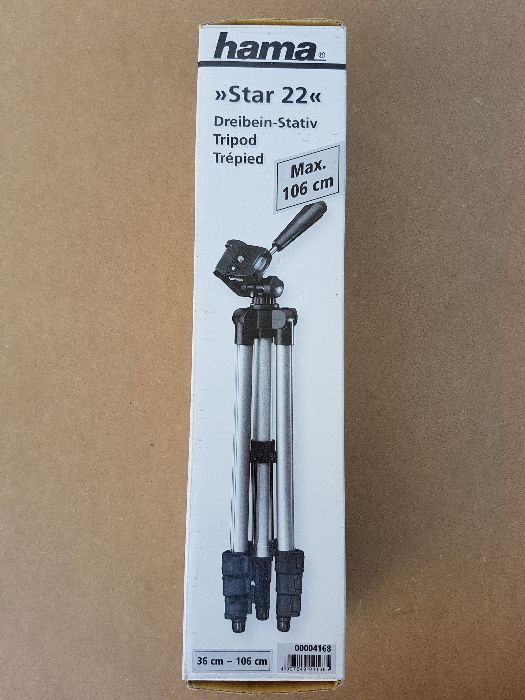 hama®
»Star 22«
Dreibein-Stativ
Tripod
Trépied
Max.
106 cm
36 cm – 106 cm
00004168